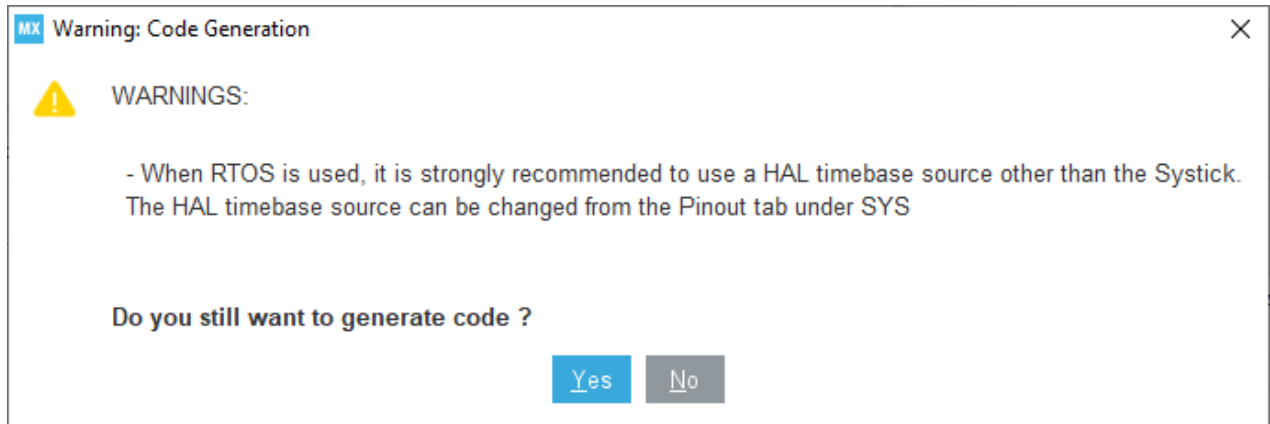 MX Warning: Code Generation
WARNINGS:
- When RTOS is used, it is strongly recommended to use a HAL timebase source other than the Systick.
The HAL timebase source can be changed from the Pinout tab under SYS
Do you still want to generate code ?
Yes No